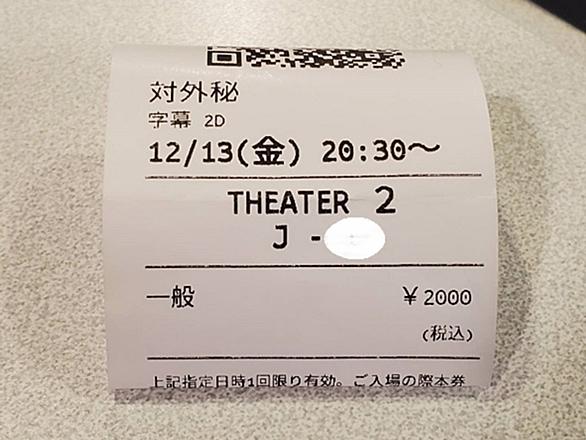 対外秘
字幕 2D
12/13(金) 20:30〜
THEATER 2
J -
一般 ¥2000
(税込)
上記指定日時1回限り有効。ご入場の際本券